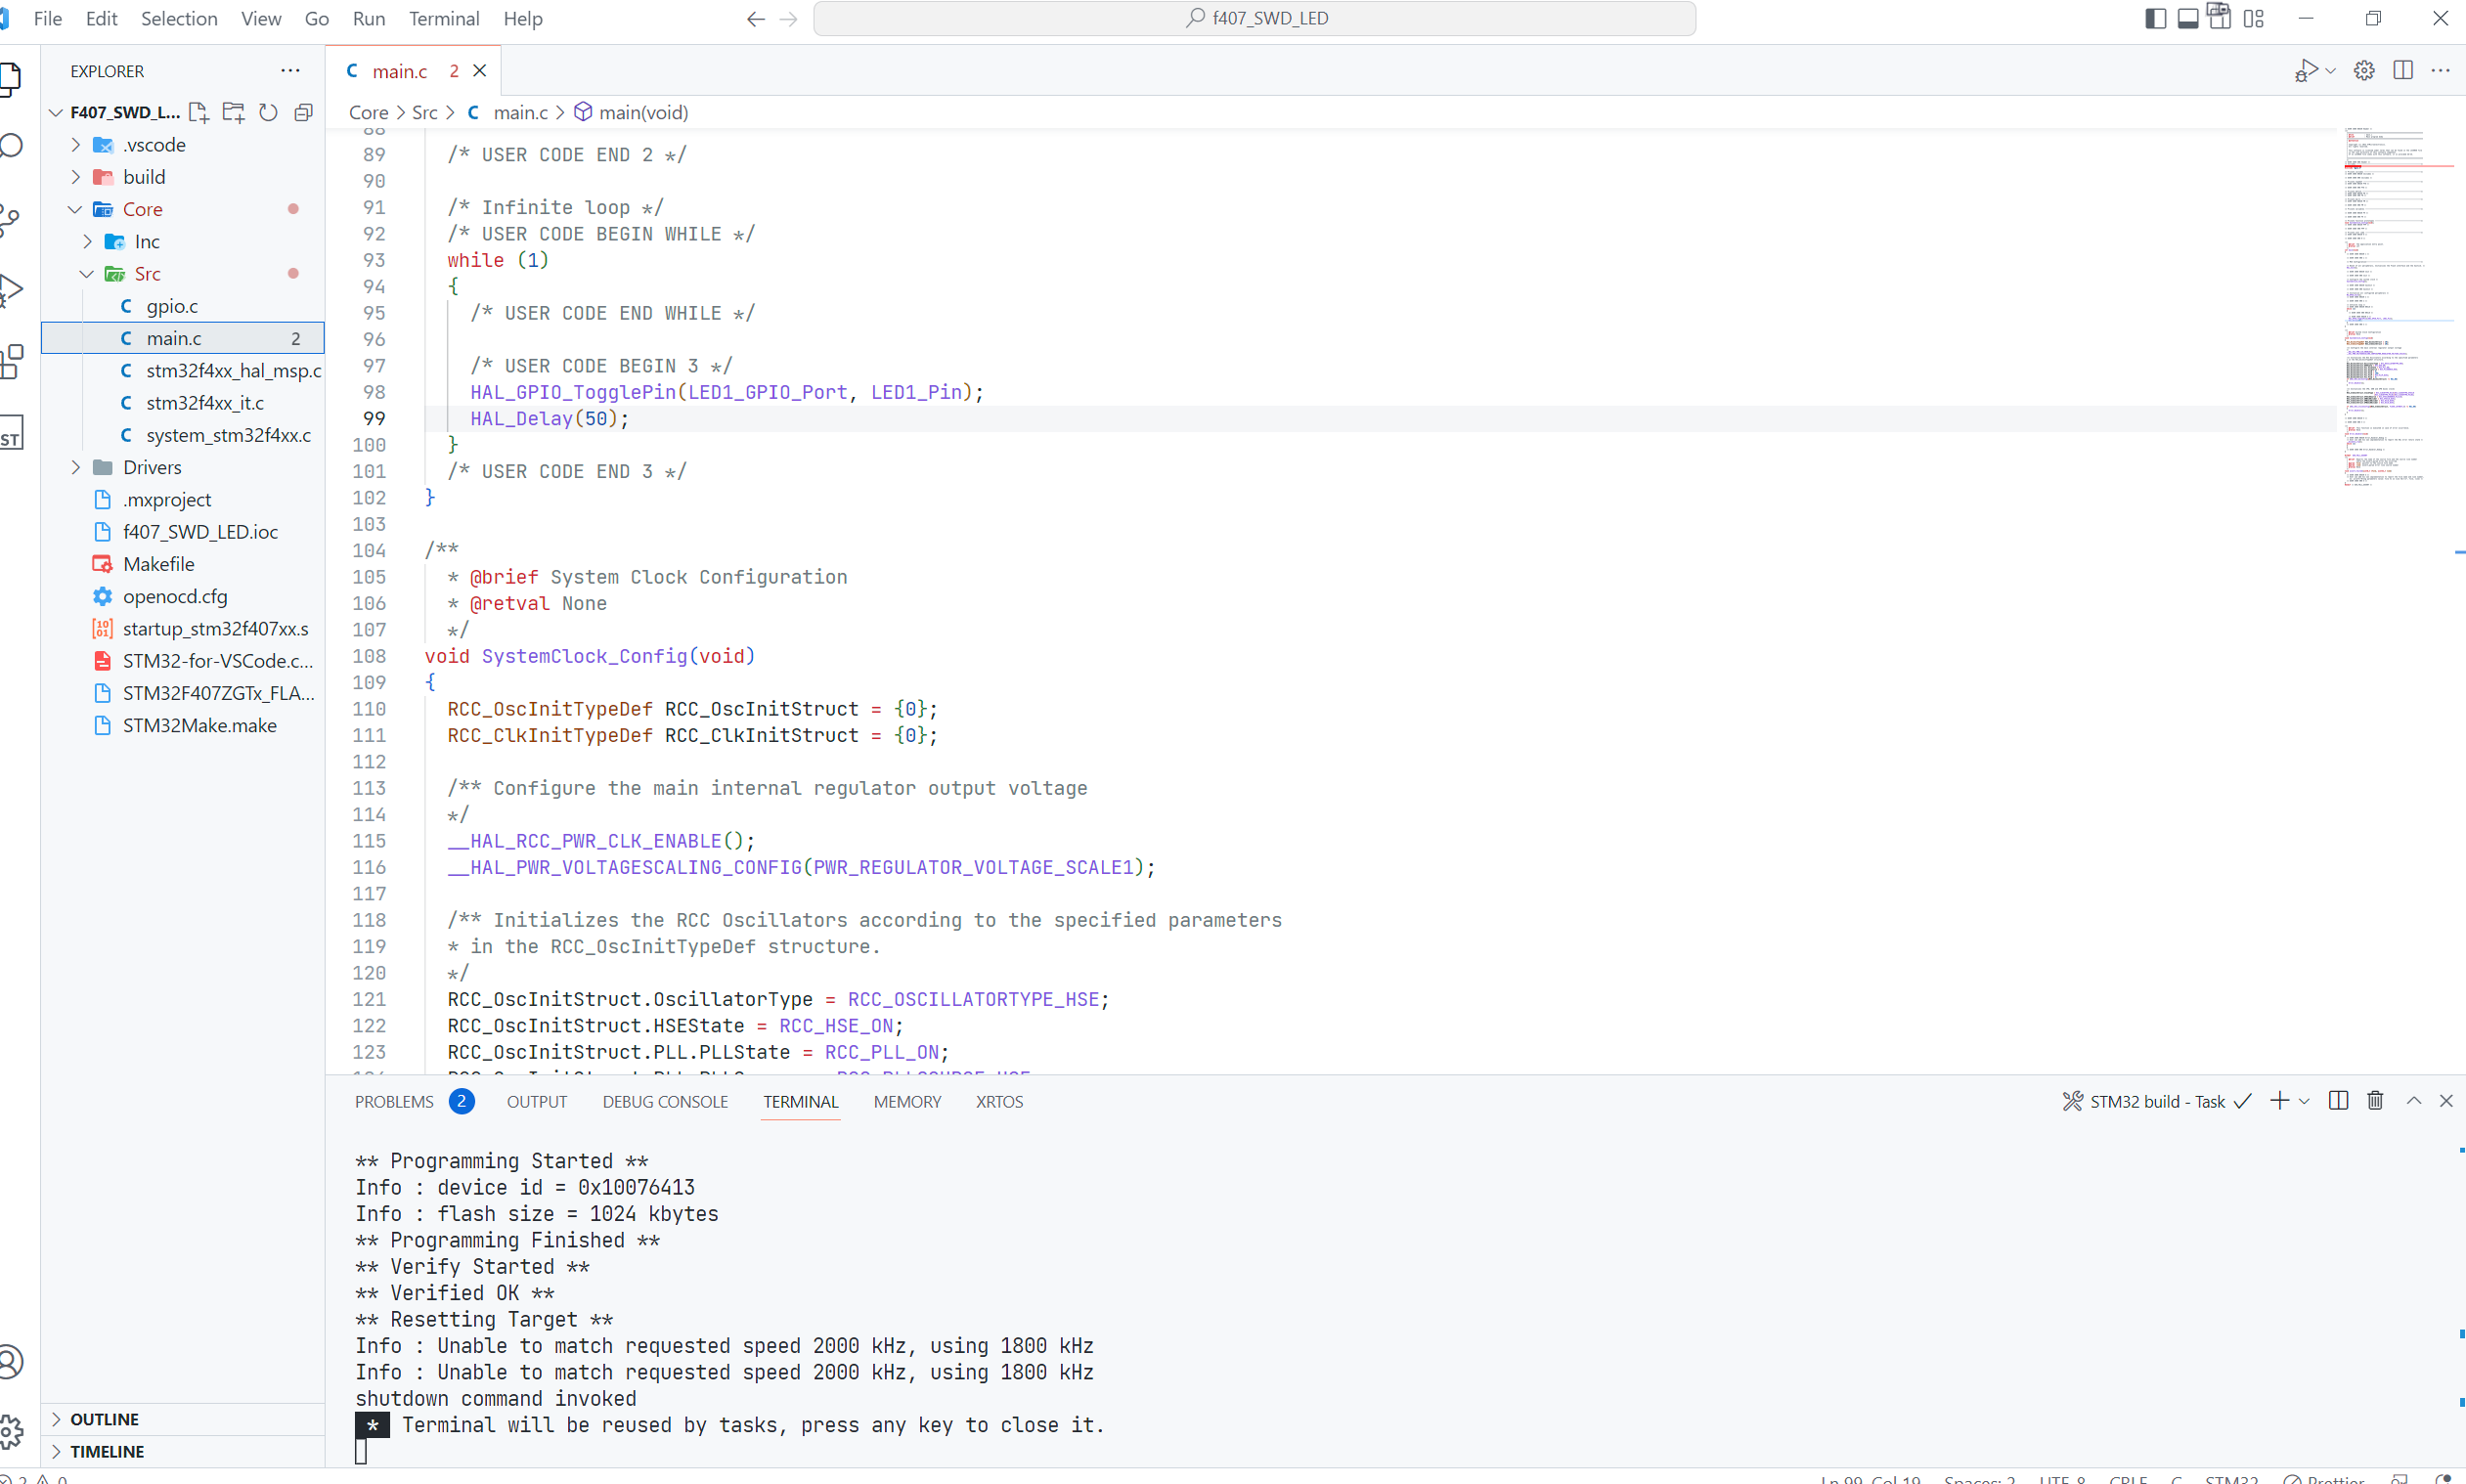 File Edit Selection View Go Run Terminal Help
f407_SWD_LED
EXPLORER
F407_SWD_L...
.vscode
build
Core
Inc
Src
gpio.c
main.c 2
stm32f4xx_hal_msp.c
stm32f4xx_it.c
system_stm32f4xx.c
Drivers
.mxproject
f407_SWD_LED.ioc
Makefile
openocd.cfg
startup_stm32f407xx.s
STM32-for-VSCode.c...
STM32F407ZGTx_FLA...
STM32Make.make
OUTLINE
TIMELINE
ST
main.c 2
Core > Src > C main.c > main(void)
88
89 /* USER CODE END 2 */
90
91 /* Infinite loop */
92 /* USER CODE BEGIN WHILE */
93 while (1)
94 {
95 /* USER CODE END WHILE */
96
97 /* USER CODE BEGIN 3 */
98 HAL_GPIO_TogglePin(LED1_GPIO_Port, LED1_Pin);
99 HAL_Delay(50);
100 }
101 /* USER CODE END 3 */
102 }
103
104 /**
105 * @brief System Clock Configuration
106 * @retval None
107 */
108 void SystemClock_Config(void)
109 {
110 RCC_OscInitTypeDef RCC_OscInitStruct = {0};
111 RCC_ClkInitTypeDef RCC_ClkInitStruct = {0};
112
113 /** Configure the main internal regulator output voltage
114 */
115 __HAL_RCC_PWR_CLK_ENABLE();
116 __HAL_PWR_VOLTAGESCALING_CONFIG(PWR_REGULATOR_VOLTAGE_SCALE1);
117
118 /** Initializes the RCC Oscillators according to the specified parameters
119 * in the RCC_OscInitTypeDef structure.
120 */
121 RCC_OscInitStruct.OscillatorType = RCC_OSCILLATORTYPE_HSE;
122 RCC_OscInitStruct.HSEState = RCC_HSE_ON;
123 RCC_OscInitStruct.PLL.PLLState = RCC_PLL_ON;
PROBLEMS 2 OUTPUT DEBUG CONSOLE TERMINAL MEMORY XRTOS
STM32 build - Task
** Programming Started **
Info : device id = 0x10076413
Info : flash size = 1024 kbytes
** Programming Finished **
** Verify Started **
** Verified OK **
** Resetting Target **
Info : Unable to match requested speed 2000 kHz, using 1800 kHz
Info : Unable to match requested speed 2000 kHz, using 1800 kHz
shutdown command invoked
* Terminal will be reused by tasks, press any key to close it.
Ln 99, Col 19 Spaces: 2 UTF-8 CRLF C STM32 Prettier